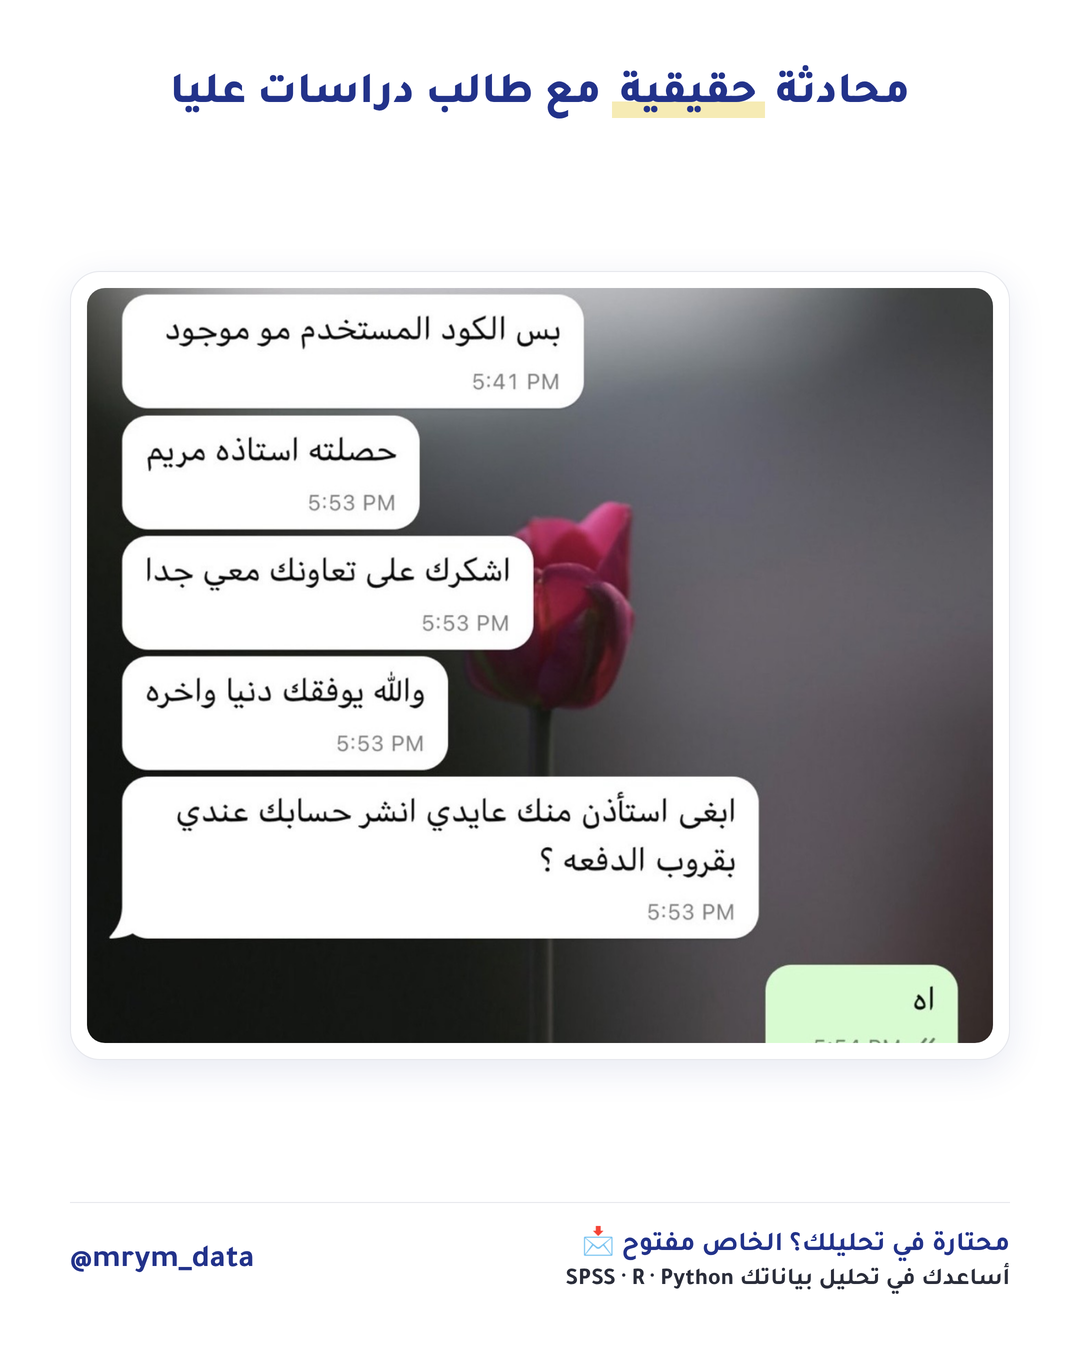 محادثة حقيقية مع طالب دراسات عليا
بس الكود المستخدم مو موجود
5:41 PM
حصلته استاذه مريم
5:53 PM
اشكرك على تعاونك معي جدا
5:53 PM
والله يوفقك دنيا واخره
5:53 PM
ابغى استأذن منك عايدي انشر حسابك عندي
بقروب الدفعه ؟
5:53 PM
اه
محتارة في تحليلك؟ الخاص مفتوح 📩
أساعدك في تحليل بياناتك SPSS · R · Python
@mrym_data